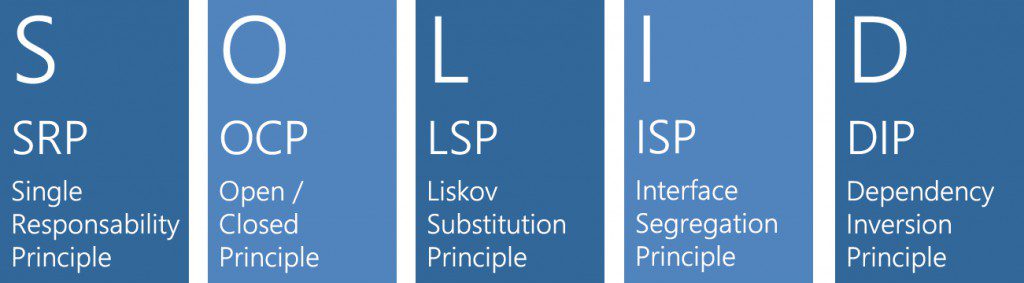 S
SRP
Single
Responsability
Principle
O
OCP
Open /
Closed
Principle
L
LSP
Liskov
Substitution
Principle
I
ISP
Interface
Segregation
Principle
D
DIP
Dependency
Inversion
Principle